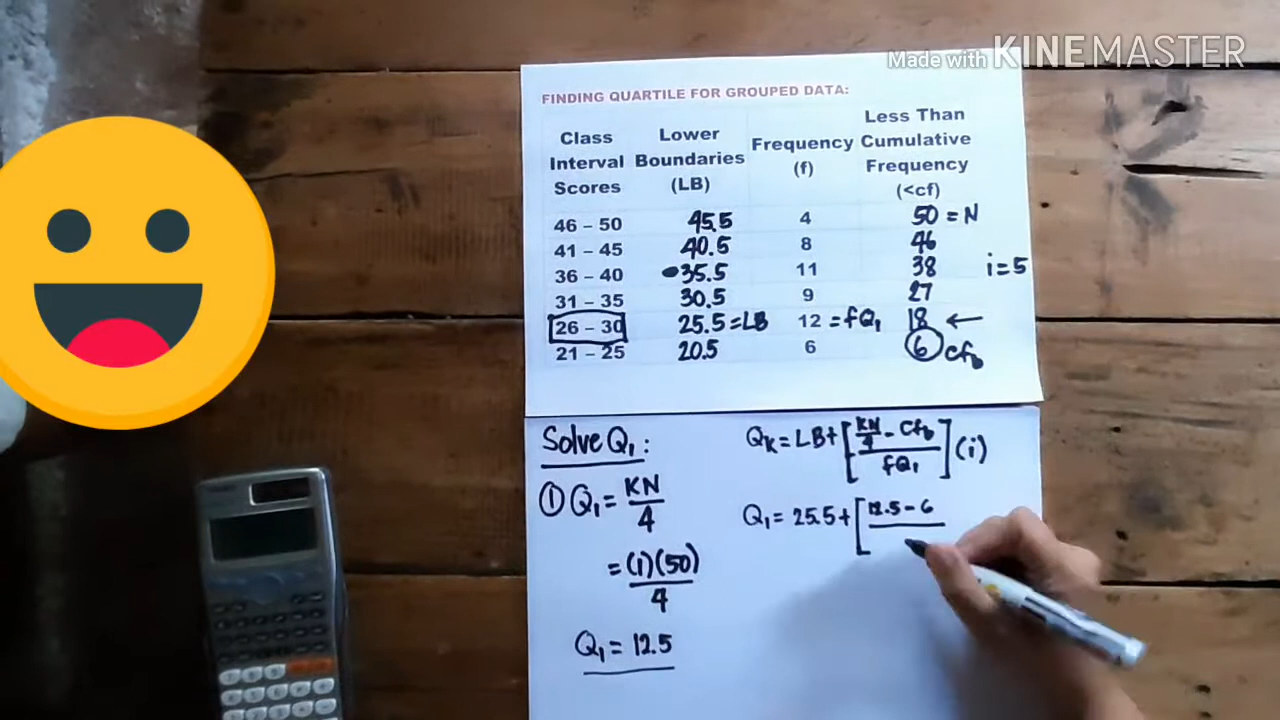 Made with KINEMASTER
FINDING QUARTILE FOR GROUPED DATA:
Class Interval Scores
Lower Boundaries (LB)
Frequency (f)
Less Than Cumulative Frequency (<cf)
46 – 50 45.5 4 50 = N
41 – 45 40.5 8 46
36 – 40 35.5 11 38 i = 5
31 – 35 30.5 9 27
26 – 30 25.5 = LB 12 = fQ₁ 18 ←
21 – 25 20.5 6 6 cfb
Solve Q₁:
① Q₁ = KN/4
= (1)(50)/4
Q₁ = 12.5
QK = LB + [(KN/4 - cfb)/fQ₁] (i)
Q₁ = 25.5 + [12.5 - 6